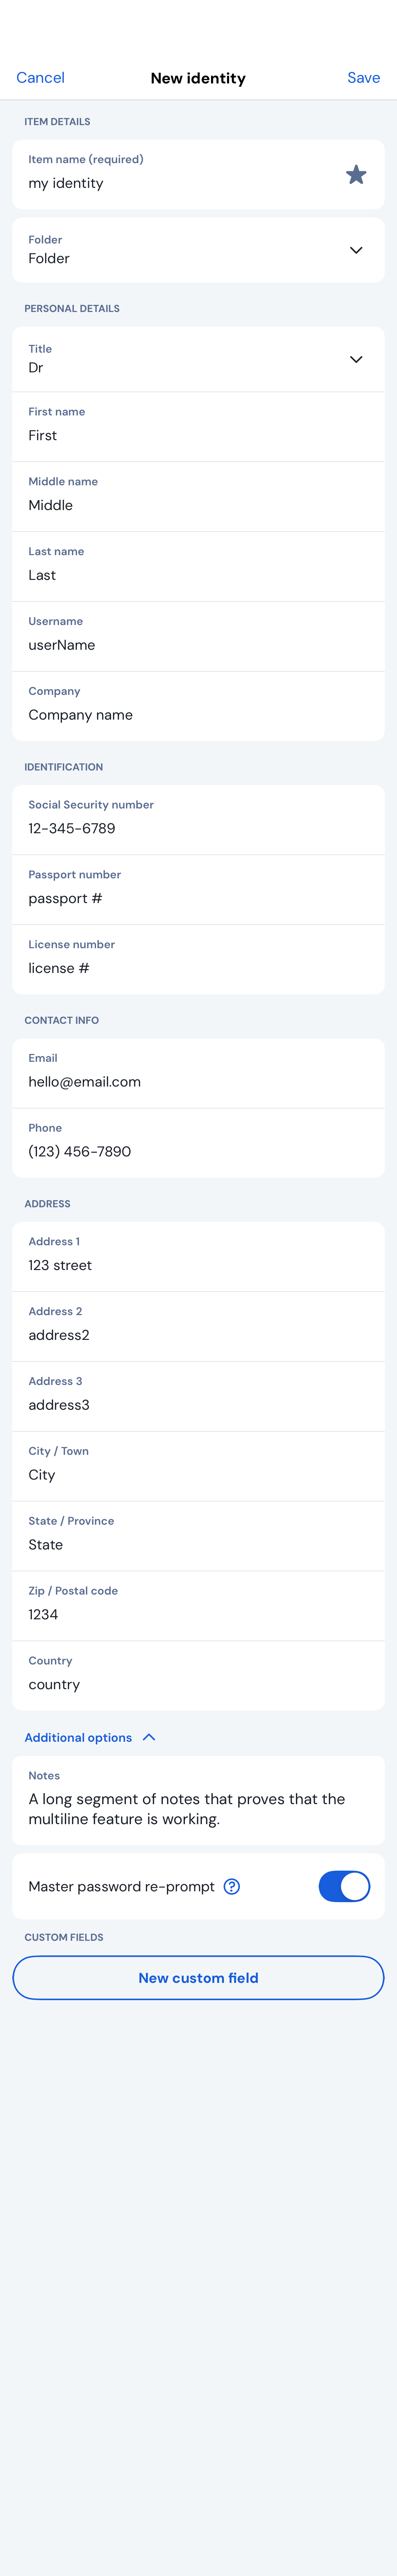 Cancel
New identity
Save
ITEM DETAILS
Item name (required)
my identity
Folder
Folder
PERSONAL DETAILS
Title
Dr
First name
First
Middle name
Middle
Last name
Last
Username
userName
Company
Company name
IDENTIFICATION
Social Security number
12-345-6789
Passport number
passport #
License number
license #
CONTACT INFO
Email
hello@email.com
Phone
(123) 456-7890
ADDRESS
Address 1
123 street
Address 2
address2
Address 3
address3
City / Town
City
State / Province
State
Zip / Postal code
1234
Country
country
Additional options
Notes
A long segment of notes that proves that the
multiline feature is working.
Master password re-prompt
CUSTOM FIELDS
New custom field